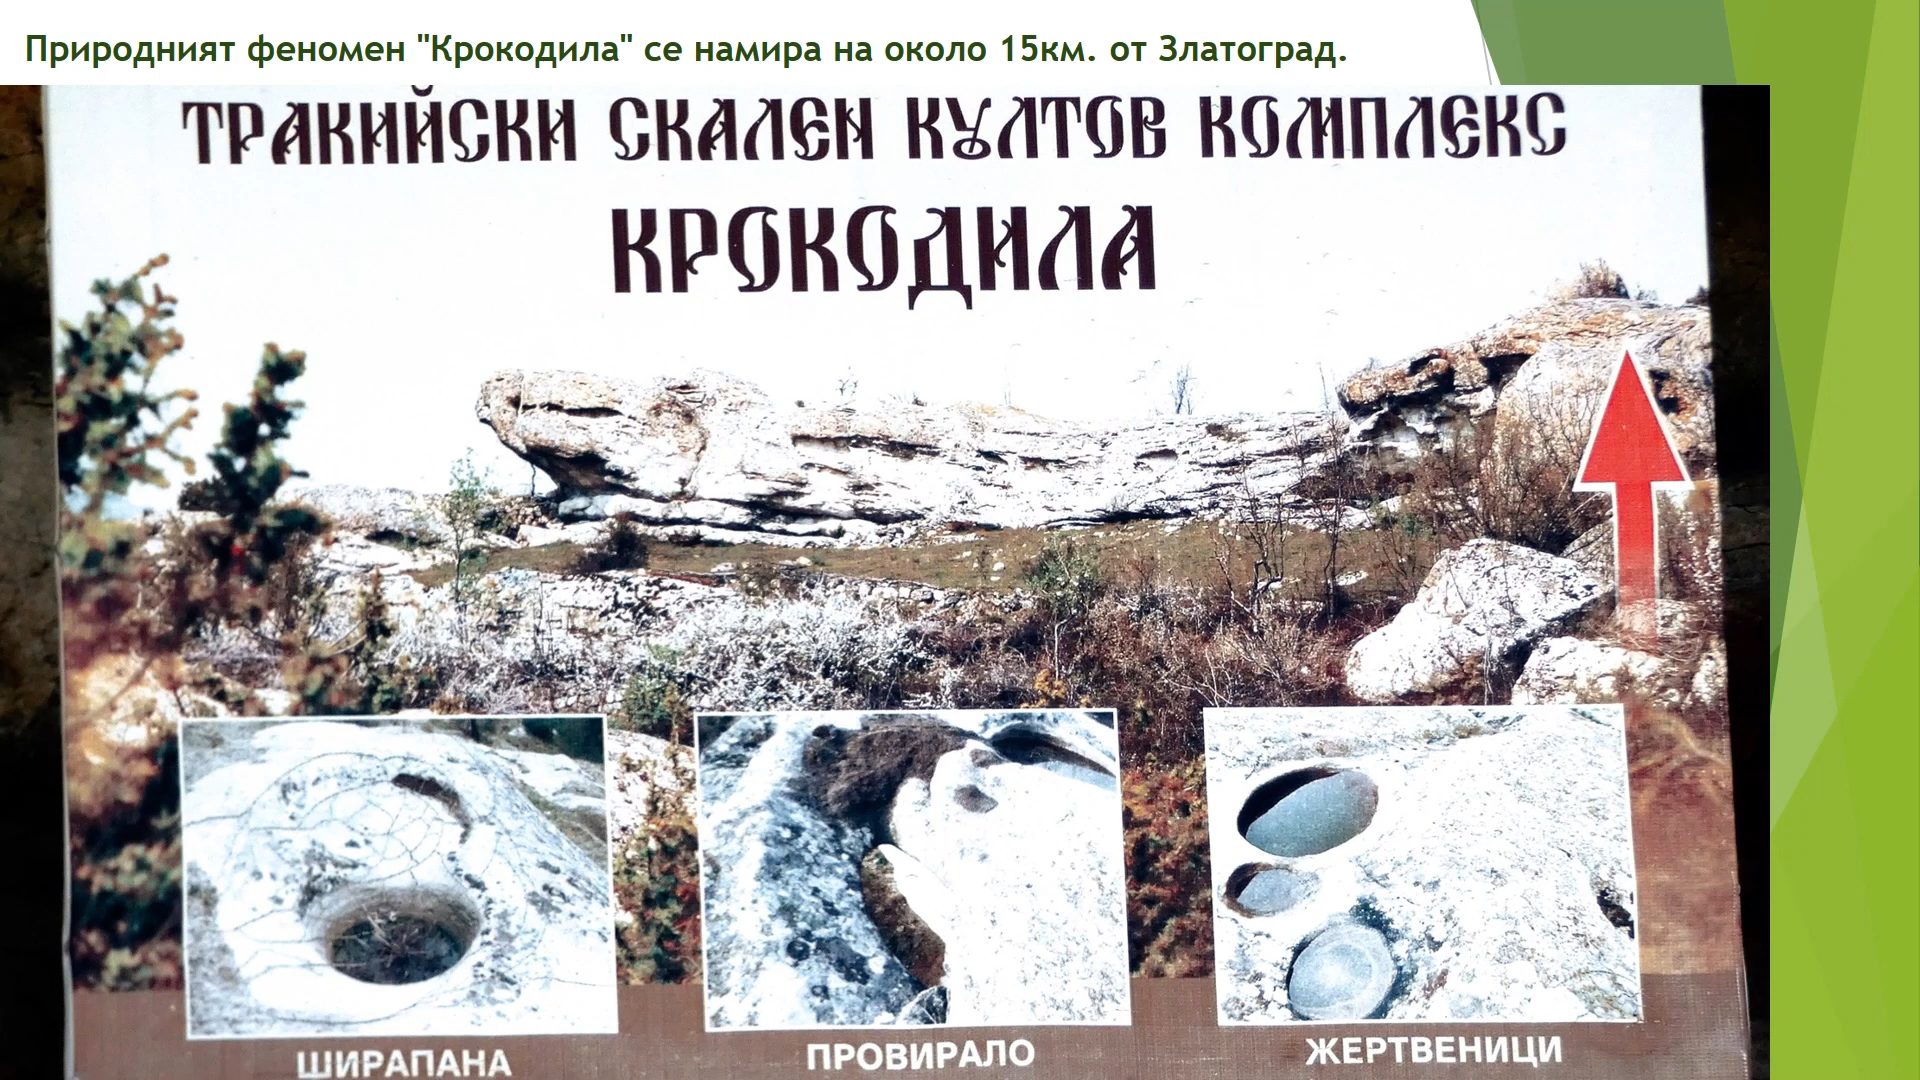 Природният феномен "Крокодила" се намира на около 15км. от Златоград.
ТРАКИЙСКИ СКАЛЕН КУЛТОВ КОМПЛЕКС
КРОКОДИЛА
ШИРАПАНА
ПРОВИРАЛО
ЖЕРТВЕНИЦИ